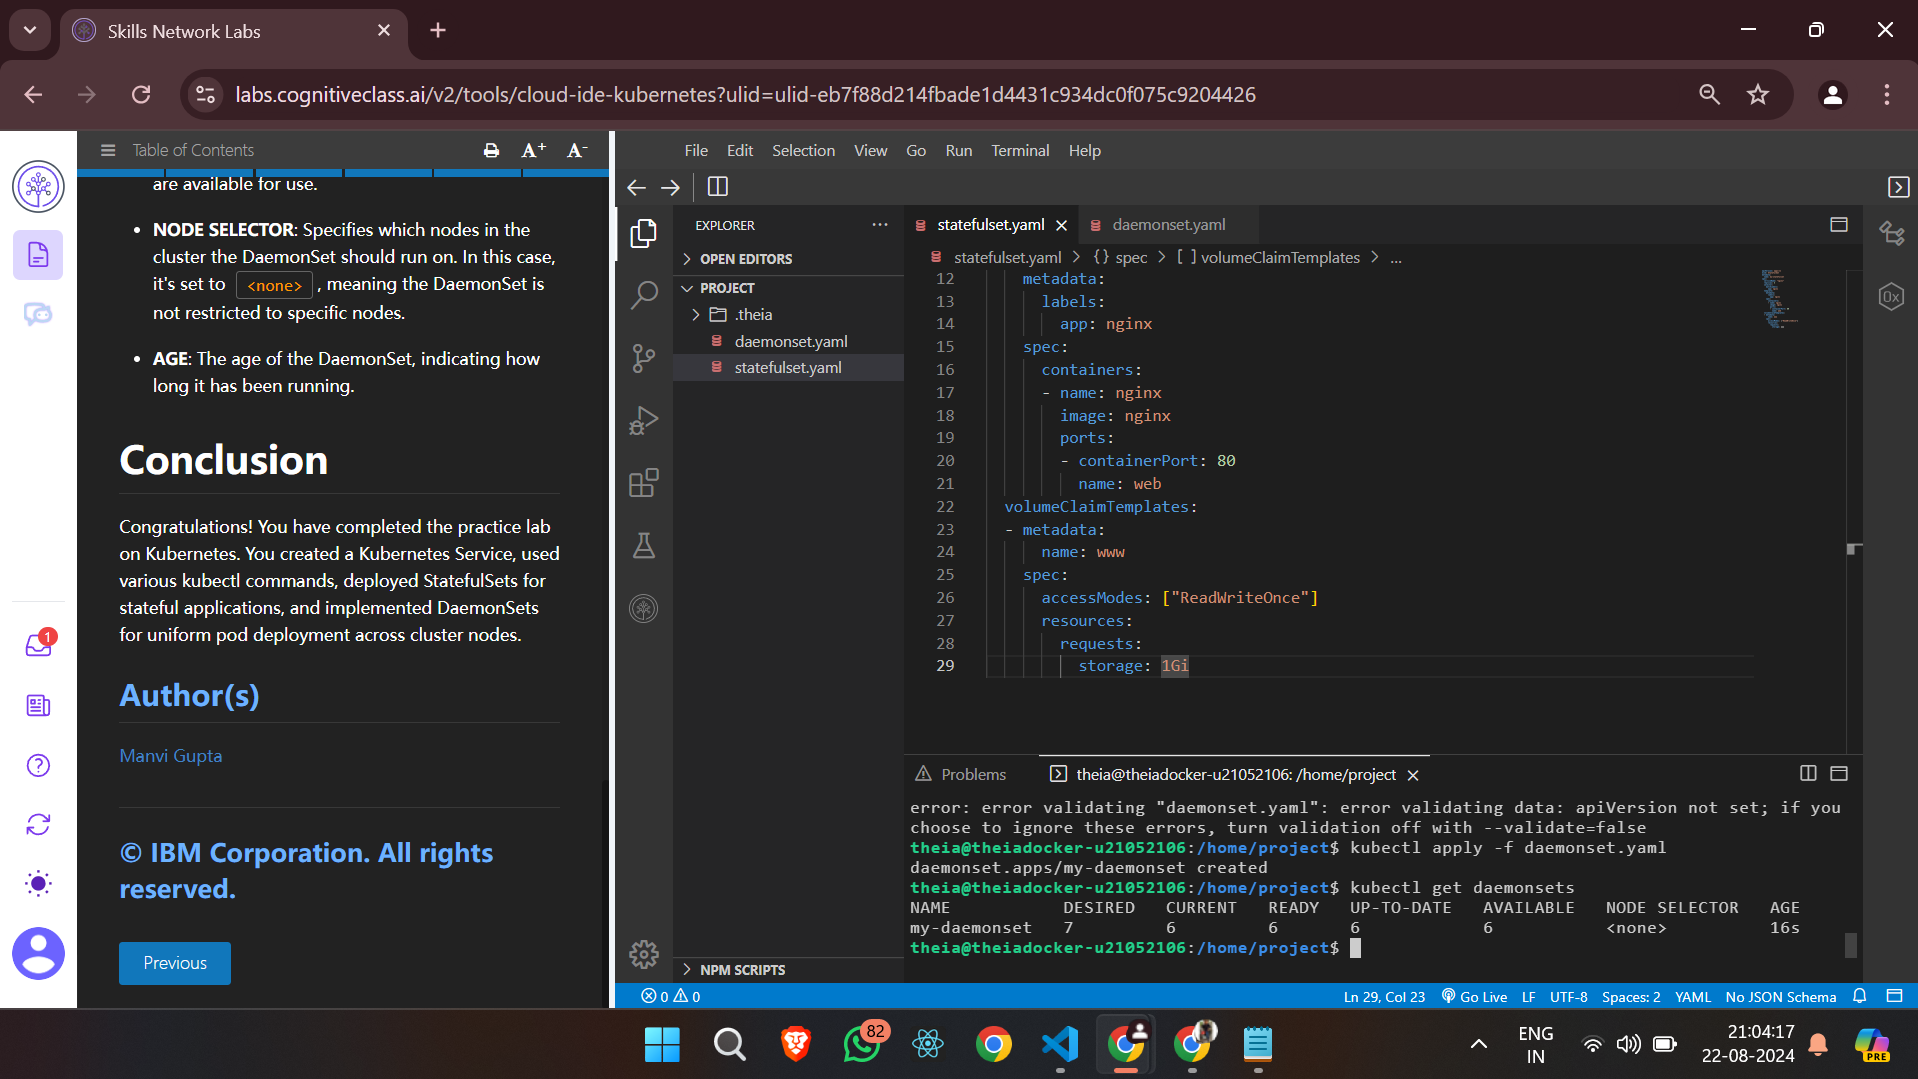 Skills Network Labs
labs.cognitiveclass.ai/v2/tools/cloud-ide-kubernetes?ulid=ulid-eb7f88d214fbade1d4431c934dc0f075c9204426
Table of Contents
A+ A-
are available for use.
• NODE SELECTOR: Specifies which nodes in the
cluster the DaemonSet should run on. In this case,
it's set to <none> , meaning the DaemonSet is
not restricted to specific nodes.
• AGE: The age of the DaemonSet, indicating how
long it has been running.
Conclusion
Congratulations! You have completed the practice lab
on Kubernetes. You created a Kubernetes Service, used
various kubectl commands, deployed StatefulSets for
stateful applications, and implemented DaemonSets
for uniform pod deployment across cluster nodes.
Author(s)
Manvi Gupta
© IBM Corporation. All rights
reserved.
Previous
1
File Edit Selection View Go Run Terminal Help
EXPLORER
OPEN EDITORS
PROJECT
.theia
daemonset.yaml
statefulset.yaml
NPM SCRIPTS
statefulset.yaml daemonset.yaml
statefulset.yaml > {} spec > [ ] volumeClaimTemplates > ...
12 metadata:
13 labels:
14 app: nginx
15 spec:
16 containers:
17 - name: nginx
18 image: nginx
19 ports:
20 - containerPort: 80
21 name: web
22 volumeClaimTemplates:
23 - metadata:
24 name: www
25 spec:
26 accessModes: ["ReadWriteOnce"]
27 resources:
28 requests:
29 storage: 1Gi
0x
Problems theia@theiadocker-u21052106: /home/project
error: error validating "daemonset.yaml": error validating data: apiVersion not set; if you
choose to ignore these errors, turn validation off with --validate=false
theia@theiadocker-u21052106:/home/project$ kubectl apply -f daemonset.yaml
daemonset.apps/my-daemonset created
theia@theiadocker-u21052106:/home/project$ kubectl get daemonsets
NAME DESIRED CURRENT READY UP-TO-DATE AVAILABLE NODE SELECTOR AGE
my-daemonset 7 6 6 6 6 <none> 16s
theia@theiadocker-u21052106:/home/project$
0 0 Ln 29, Col 23 Go Live LF UTF-8 Spaces: 2 YAML No JSON Schema
82
ENG
IN
21:04:17
22-08-2024
PRE